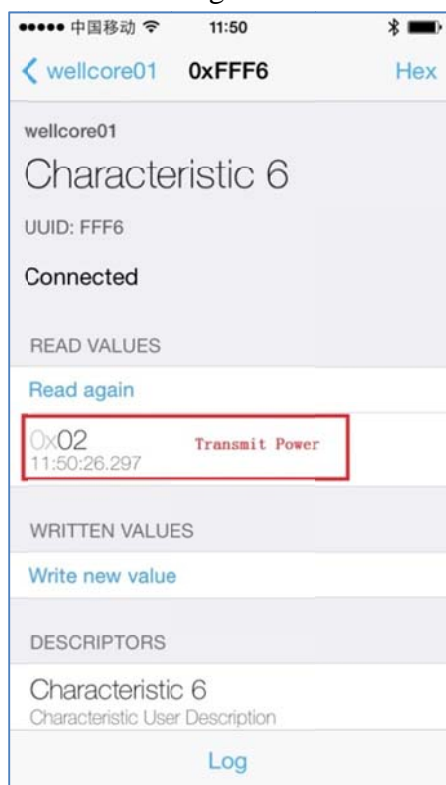 中国移动 11:50
wellcore01 0xFFF6 Hex
wellcore01
Characteristic 6
UUID: FFF6
Connected
READ VALUES
Read again
0x02 Transmit Power
11:50:26.297
WRITTEN VALUES
Write new value
DESCRIPTORS
Characteristic 6
Characteristic User Description
Log